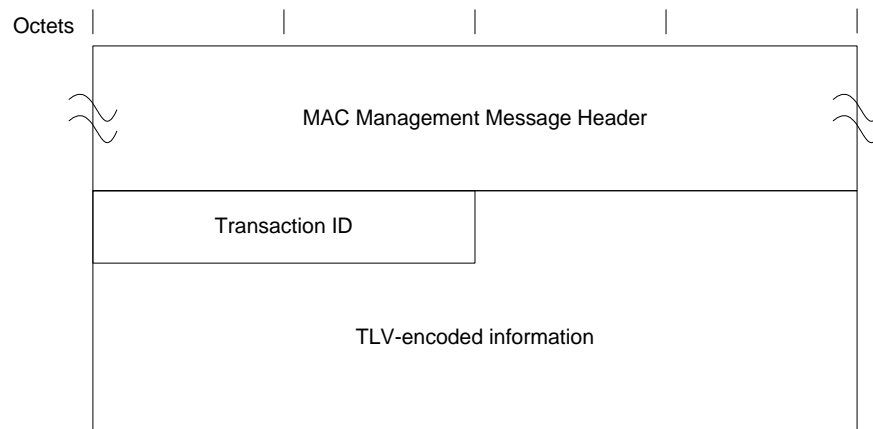 Octets
MAC Management Message Header
Transaction ID
TLV-encoded information